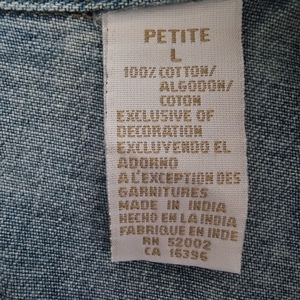 PETITE
L
100% COTTON/
ALGODON/
COTON
EXCLUSIVE OF
DECORATION
EXCLUYENDO EL
ADORNO
A L'EXCEPTION DES
GARNITURES
MADE IN INDIA
HECHO EN LA INDIA
FABRIQUE EN INDE
RN 52002
CA 16396